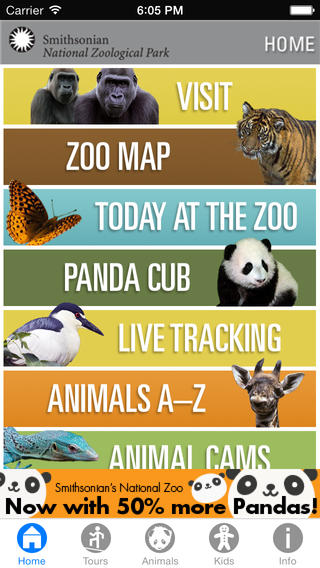 Carrier 6:05 PM
Smithsonian
National Zoological Park
HOME
VISIT
ZOO MAP
TODAY AT THE ZOO
PANDA CUB
LIVE TRACKING
ANIMALS A–Z
ANIMAL CAMS
Smithsonian's National Zoo
Now with 50% more Pandas!
Home Tours Animals Kids Info